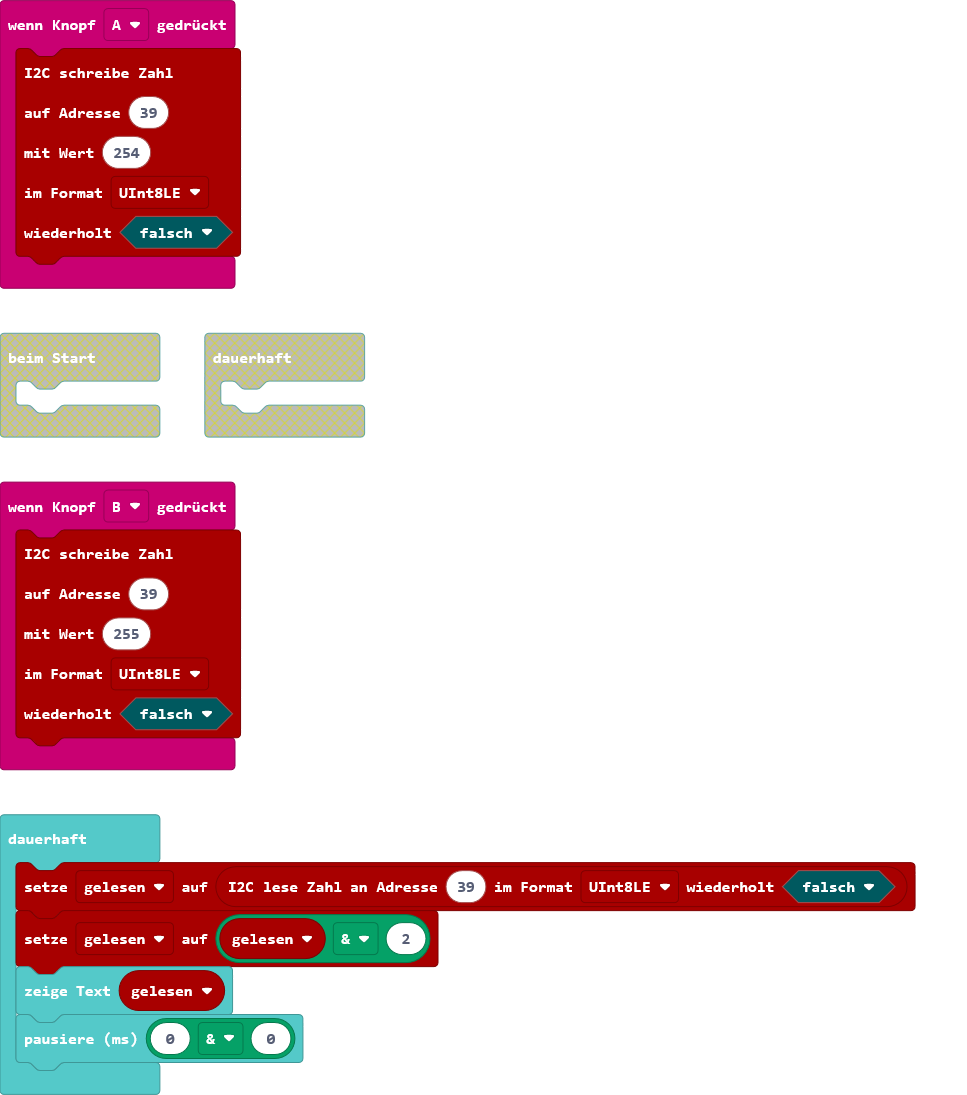 wenn Knopf A gedrückt
I2C schreibe Zahl
auf Adresse 39
mit Wert 254
im Format UInt8LE
wiederholt falsch
beim Start
dauerhaft
wenn Knopf B gedrückt
I2C schreibe Zahl
auf Adresse 39
mit Wert 255
im Format UInt8LE
wiederholt falsch
dauerhaft
setze gelesen auf I2C lese Zahl an Adresse 39 im Format UInt8LE wiederholt falsch
setze gelesen auf gelesen & 2
zeige Text gelesen
pausiere (ms) 0 & 0